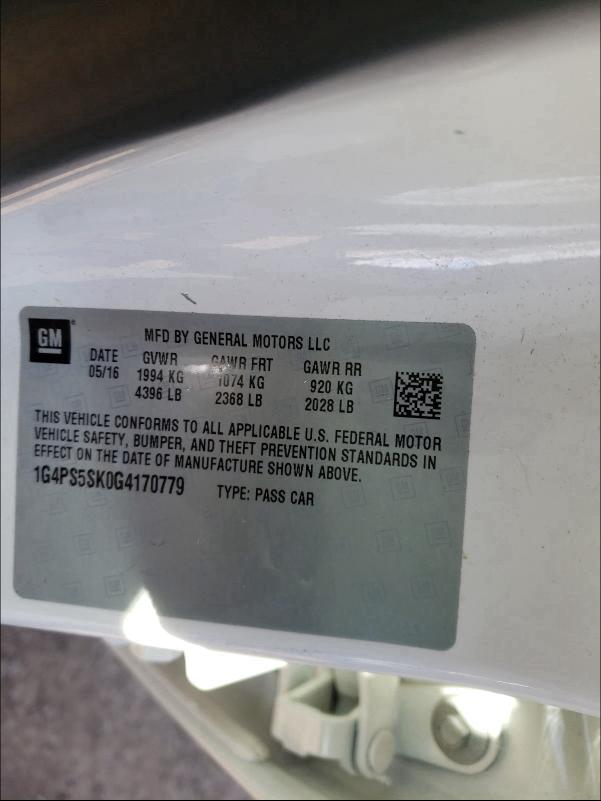 GM
MFD BY GENERAL MOTORS LLC
DATE GVWR GAWR FRT GAWR RR
05/16 1994 KG 1074 KG 920 KG
4396 LB 2368 LB 2028 LB
THIS VEHICLE CONFORMS TO ALL APPLICABLE U.S. FEDERAL MOTOR
VEHICLE SAFETY, BUMPER, AND THEFT PREVENTION STANDARDS IN
EFFECT ON THE DATE OF MANUFACTURE SHOWN ABOVE.
1G4PS5SK0G4170779 TYPE: PASS CAR